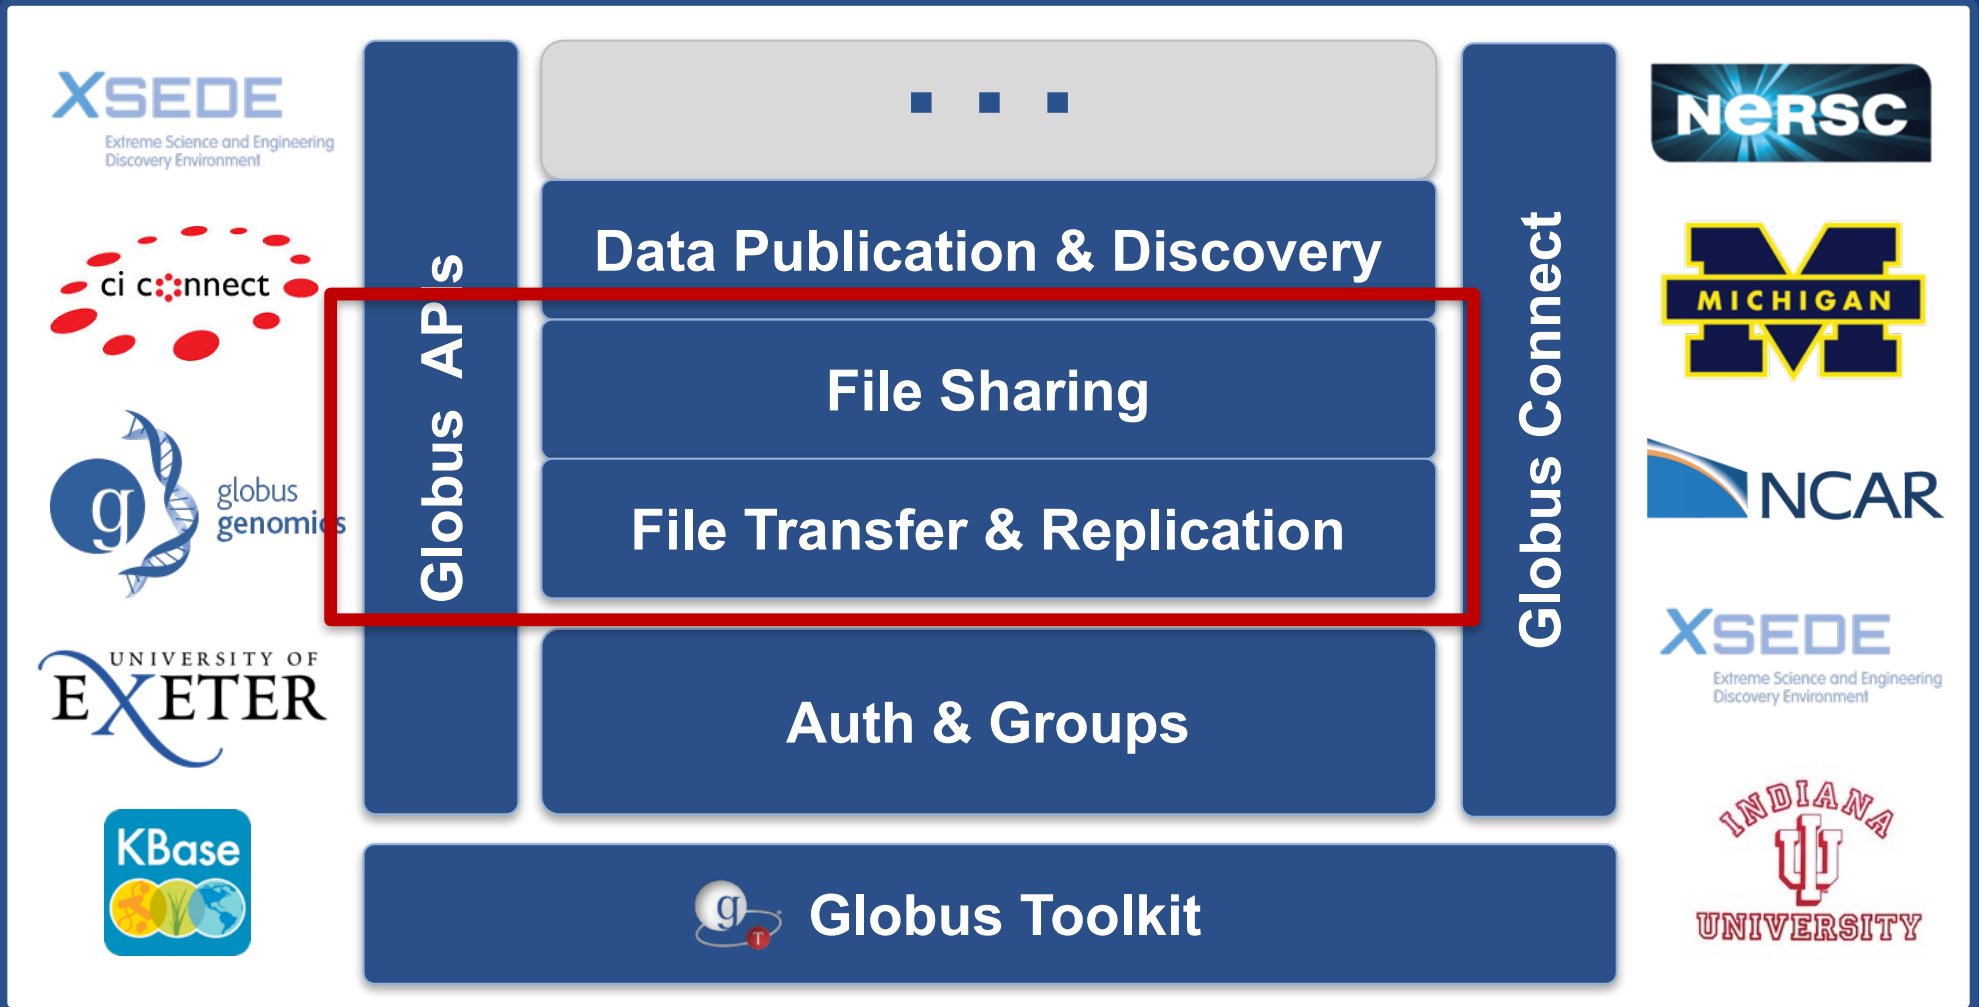 XSEDE
Extreme Science and Engineering
Discovery Environment
ci connect
g
globus
genomics
UNIVERSITY OF
EXETER
KBase
Globus APIs
...
Data Publication & Discovery
File Sharing
File Transfer & Replication
Auth & Groups
Globus Connect
g
T
Globus Toolkit
NERSC
M
MICHIGAN
NCAR
XSEDE
Extreme Science and Engineering
Discovery Environment
INDIANA
IU
UNIVERSITY